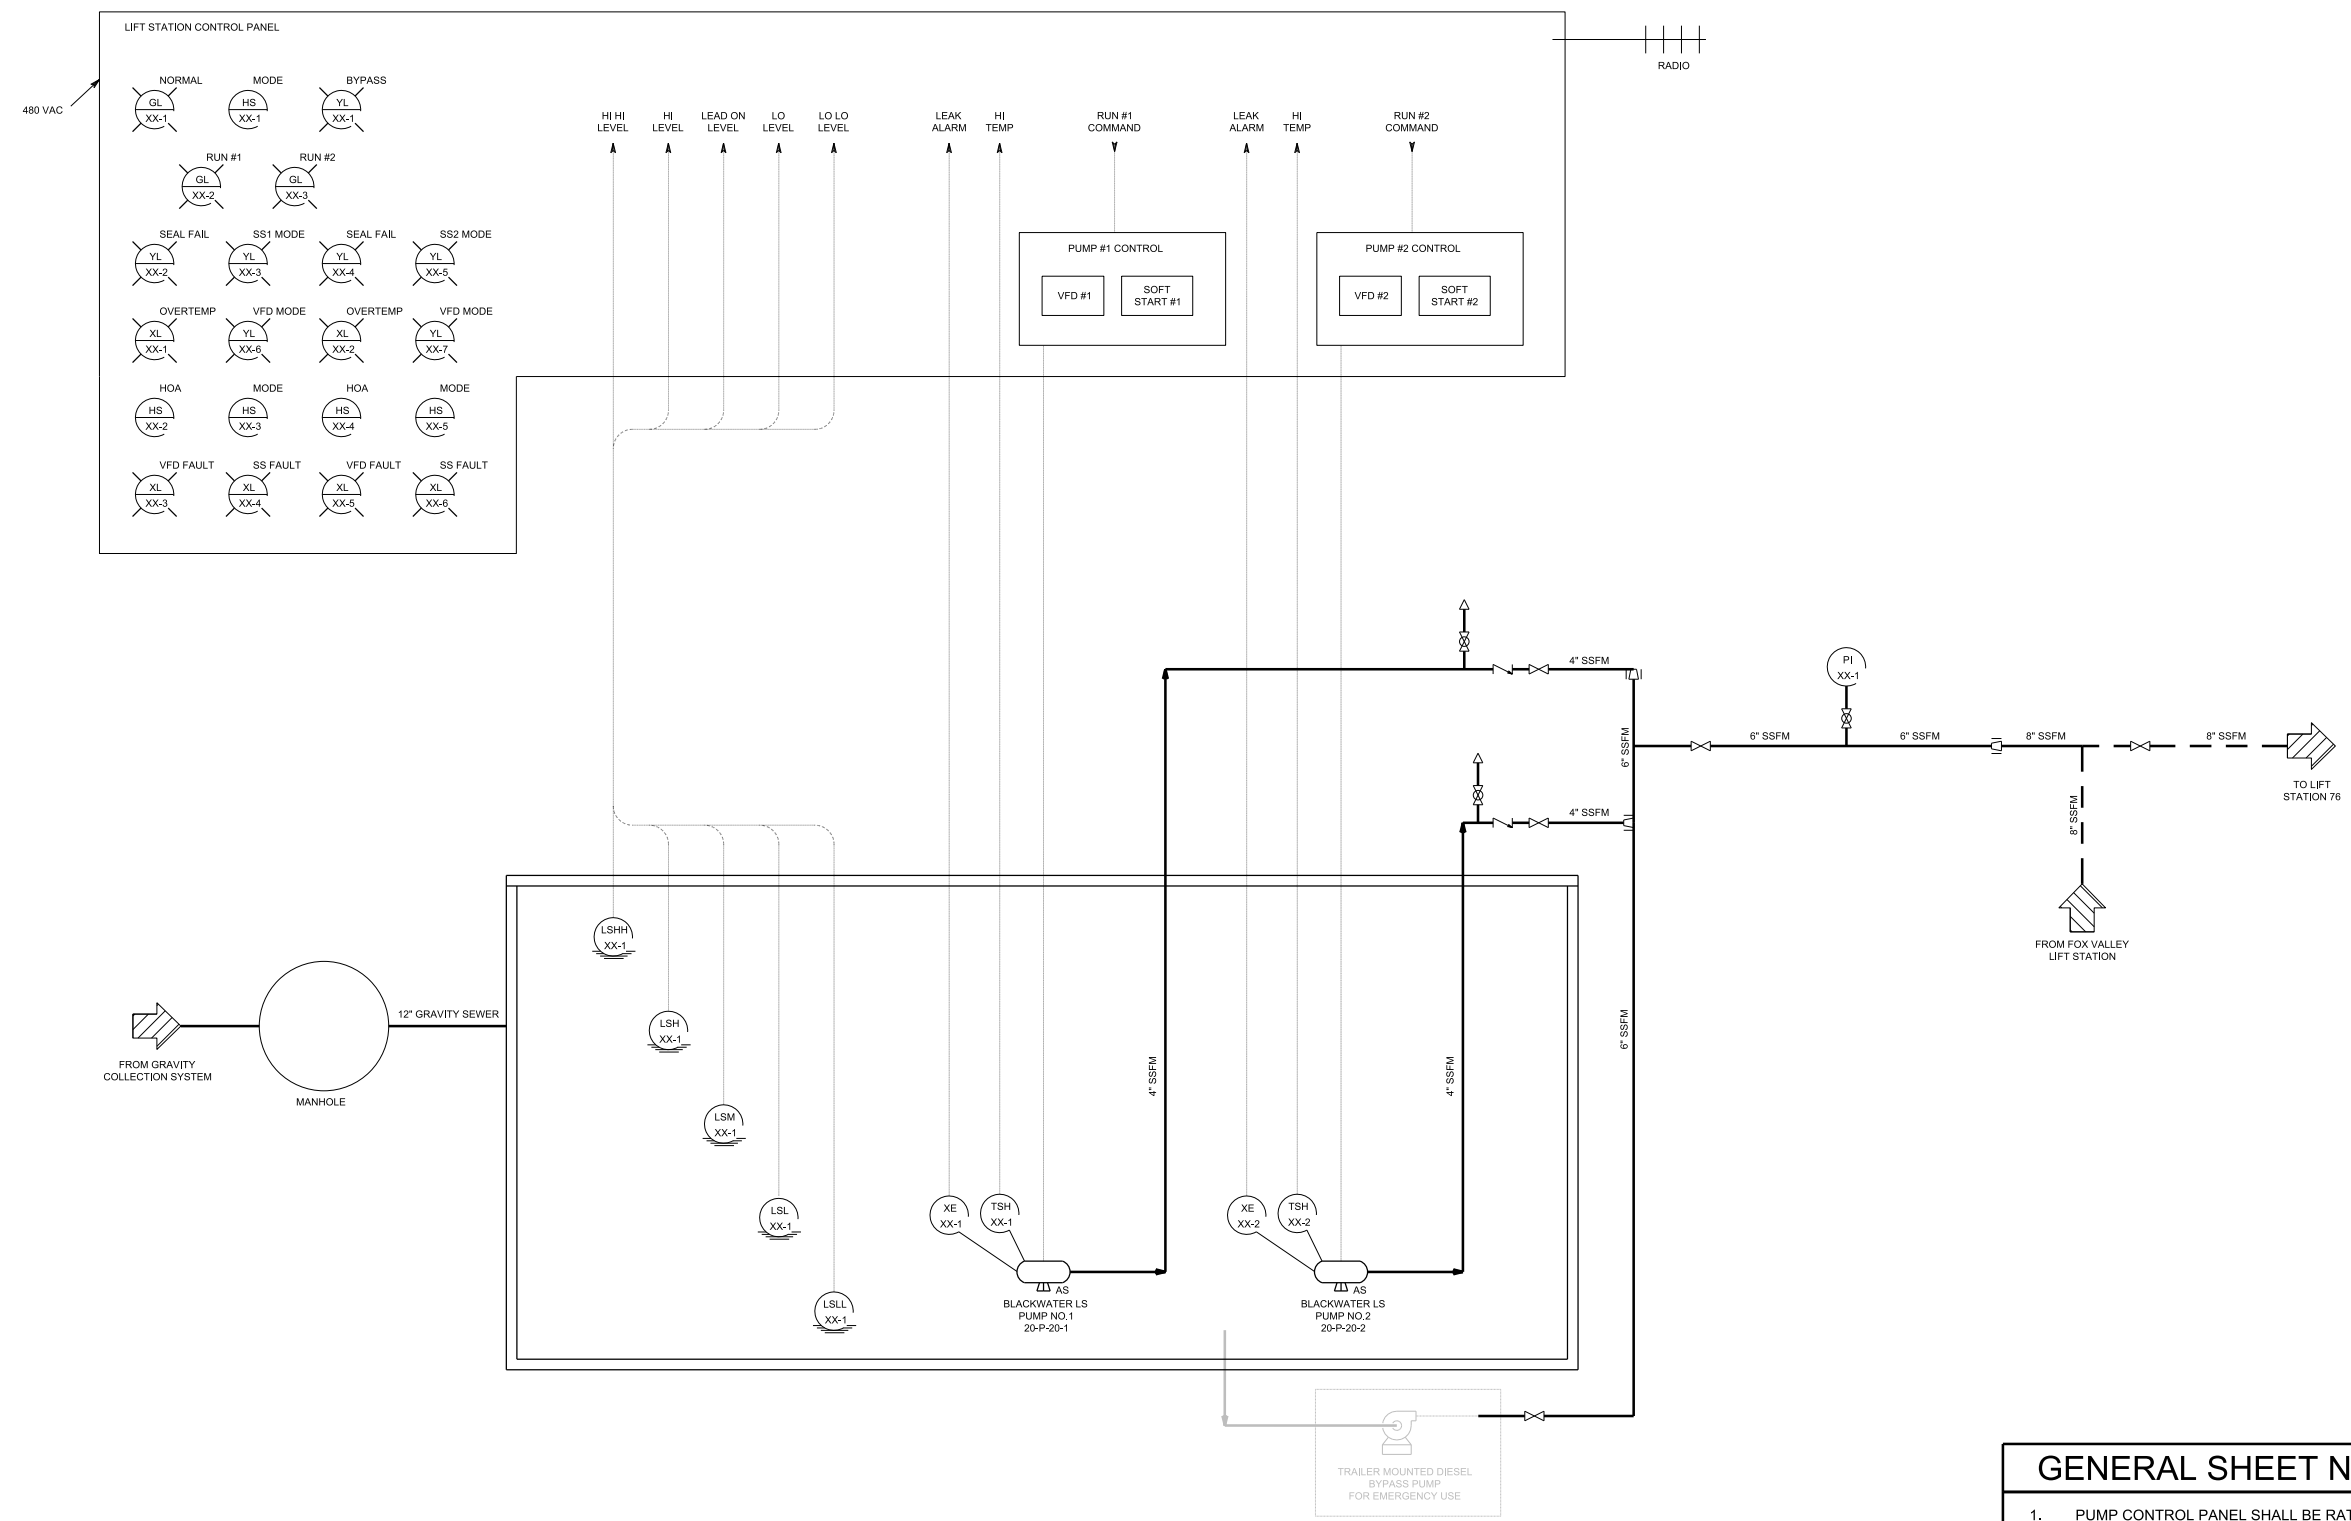 LIFT STATION CONTROL PANEL
RADIO
480 VAC
NORMAL
MODE
BYPASS
GL
HS
YL
XX-1
XX-1
XX-1
RUN #1
RUN #2
GL
GL
XX-2
XX-3
SEAL FAIL
SS1 MODE
SEAL FAIL
SS2 MODE
YL
YL
YL
YL
XX-2
XX-3
XX-4
XX-5
OVERTEMP
VFD MODE
OVERTEMP
VFD MODE
XL
YL
XL
YL
XX-1
XX-6
XX-2
XX-7
HOA
MODE
HOA
MODE
HS
HS
HS
HS
XX-2
XX-3
XX-4
XX-5
VFD FAULT
SS FAULT
VFD FAULT
SS FAULT
XL
XL
XL
XL
XX-3
XX-4
XX-5
XX-6
HI HI
LEVEL
HI
LEVEL
LEAD ON
LEVEL
LO
LEVEL
LO LO
LEVEL
LEAK
ALARM
HI
TEMP
RUN #1
COMMAND
LEAK
ALARM
HI
TEMP
RUN #2
COMMAND
PUMP #1 CONTROL
VFD #1
SOFT
START #1
PUMP #2 CONTROL
VFD #2
SOFT
START #2
4" SSFM
PI
XX-1
6" SSFM
6" SSFM
6" SSFM
8" SSFM
8" SSFM
TO LIFT
STATION 76
4" SSFM
8" SSFM
FROM FOX VALLEY
LIFT STATION
LSHH
XX-1
LSH
XX-1
LSM
XX-1
LSL
XX-1
LSLL
XX-1
12" GRAVITY SEWER
FROM GRAVITY
COLLECTION SYSTEM
MANHOLE
4" SSFM
4" SSFM
6" SSFM
XE
XX-1
TSH
XX-1
XE
XX-2
TSH
XX-2
AS
BLACKWATER LS
PUMP NO.1
20-P-20-1
AS
BLACKWATER LS
PUMP NO.2
20-P-20-2
TRAILER MOUNTED DIESEL
BYPASS PUMP
FOR EMERGENCY USE
GENERAL SHEET N
1. PUMP CONTROL PANEL SHALL BE RAT